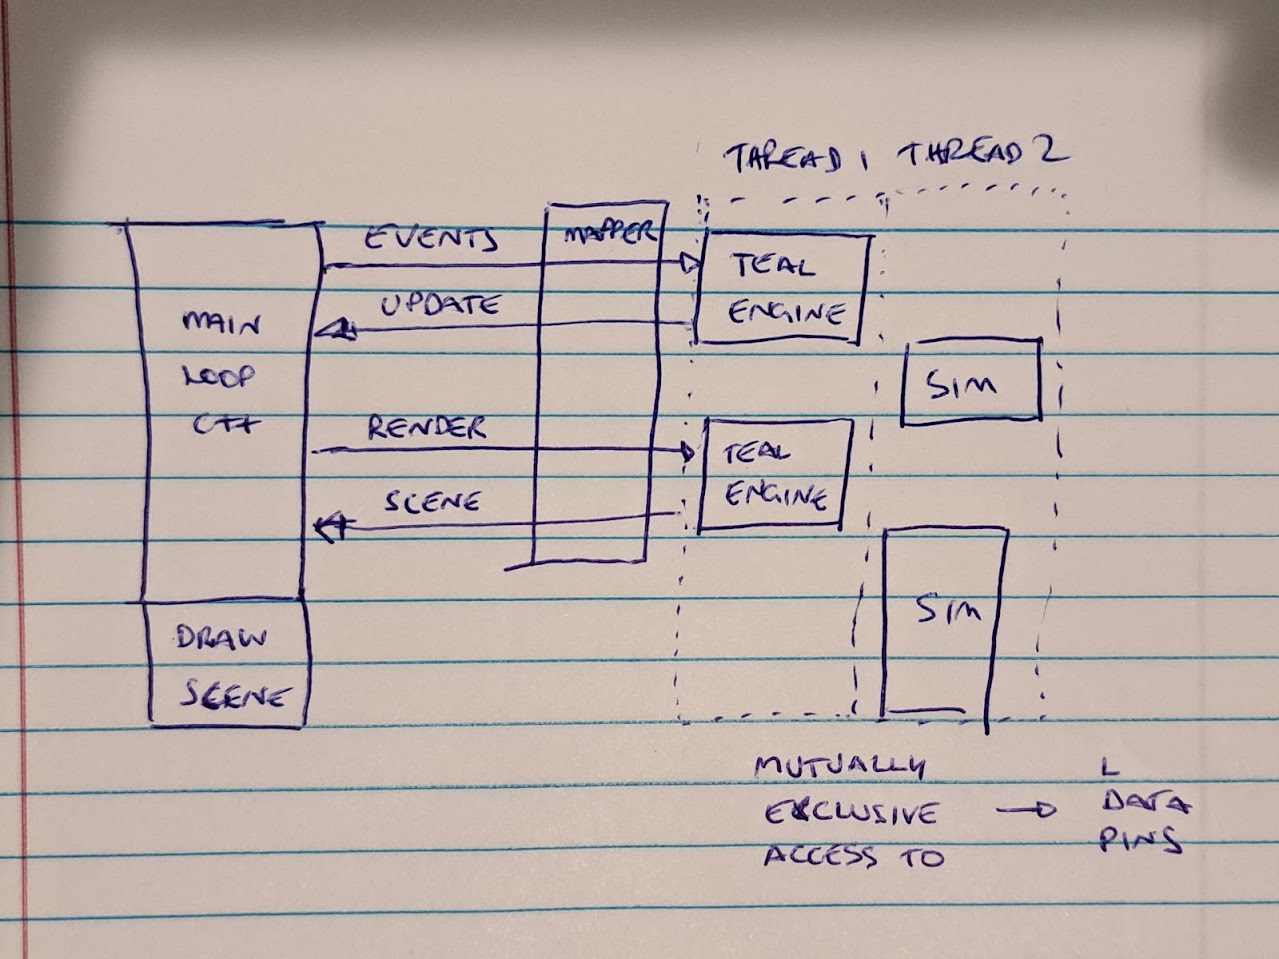 THREAD 1 THREAD 2
EVENTS
MAPPER
TEAL
ENGINE
UPDATE
MAIN
LOOP
C++
SIM
RENDER
TEAL
ENGINE
SCENE
SIM
DRAW
SCENE
MUTUALLY
EXCLUSIVE
ACCESS TO
L
DATA
PINS